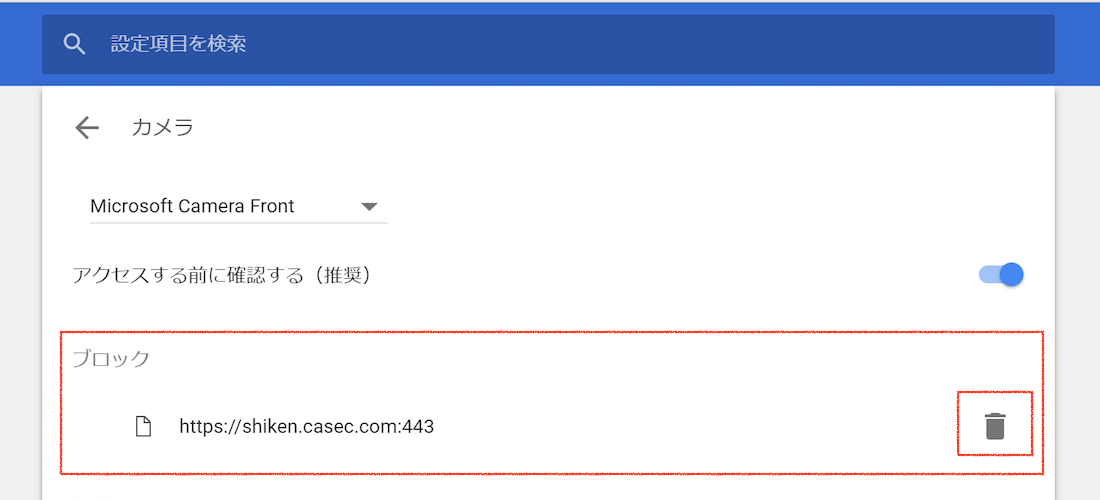 設定項目を検索
カメラ
Microsoft Camera Front
アクセスする前に確認する（推奨）
ブロック
https://shiken.casec.com:443